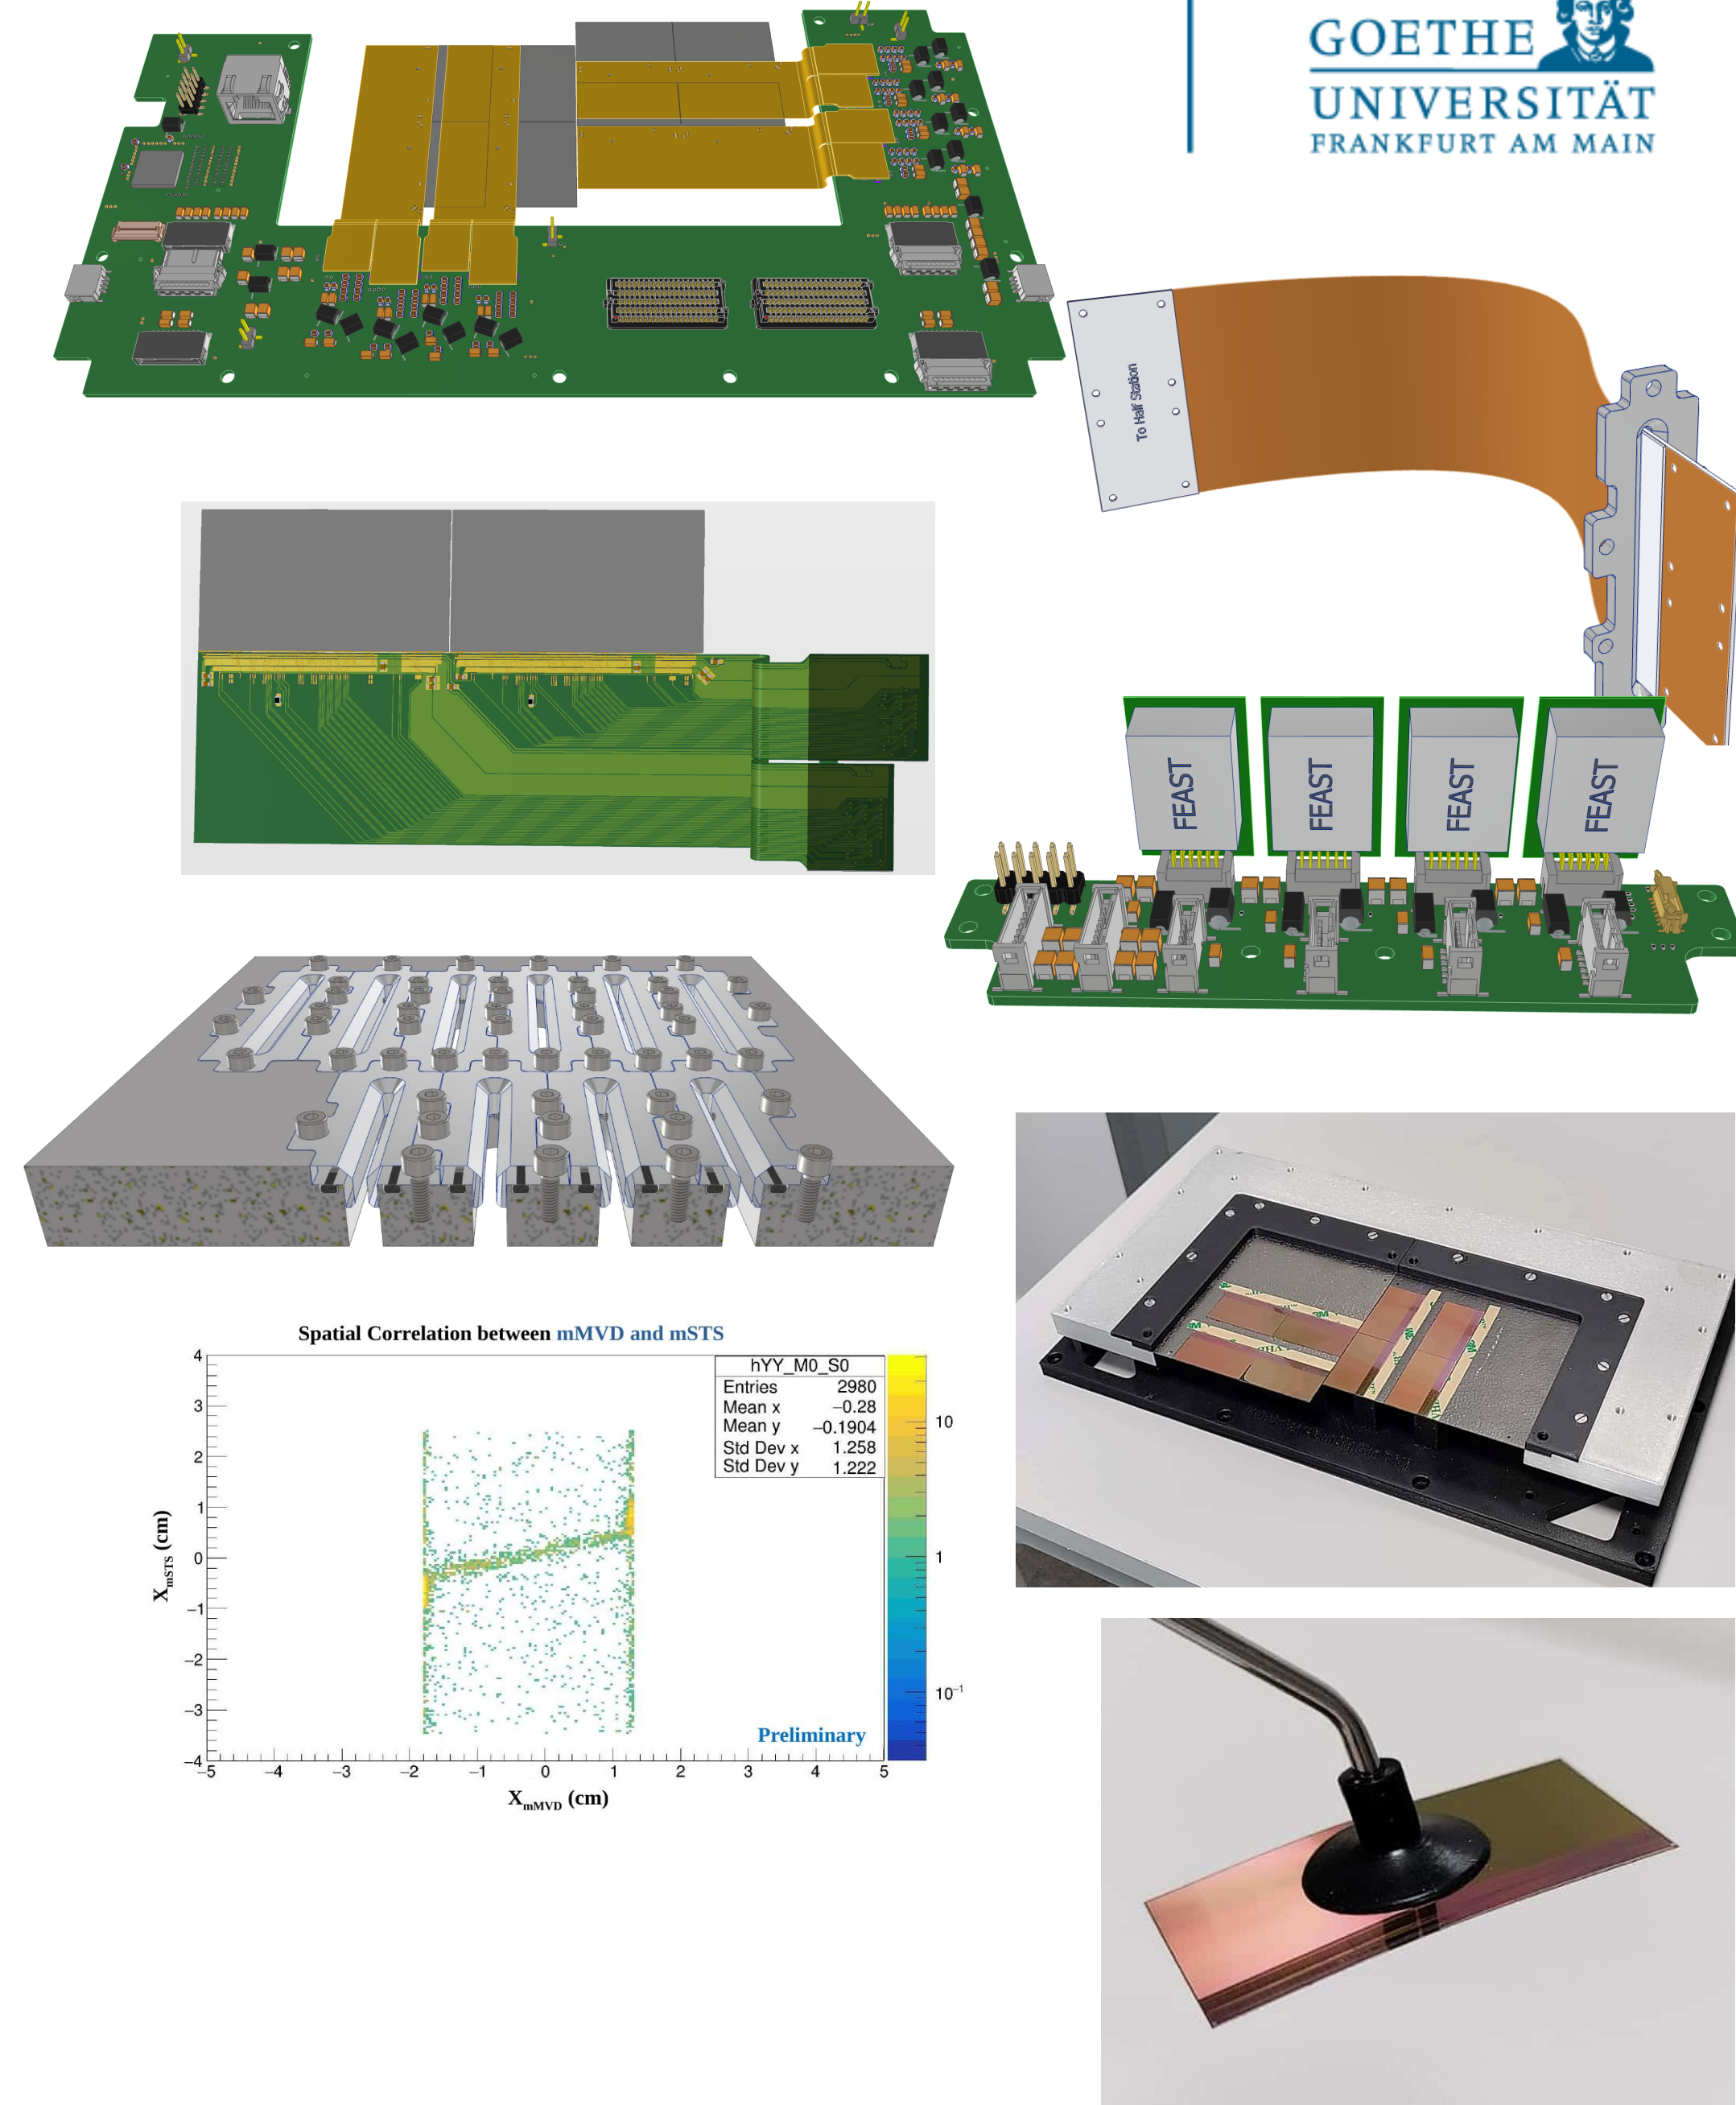 GOETHE
UNIVERSITÄT
FRANKFURT AM MAIN
To Half Station
FEAST
FEAST
FEAST
FEAST
Spatial Correlation between mMVD and mSTS
hYY_M0_S0
Entries 2980
Mean x −0.28
Mean y −0.1904
Std Dev x 1.258
Std Dev y 1.222
4
3
2
1
0
−1
−2
−3
−4
XmSTS (cm)
10
1
10−1
Preliminary
−5 −4 −3 −2 −1 0 1 2 3 4 5
XmMVD (cm)